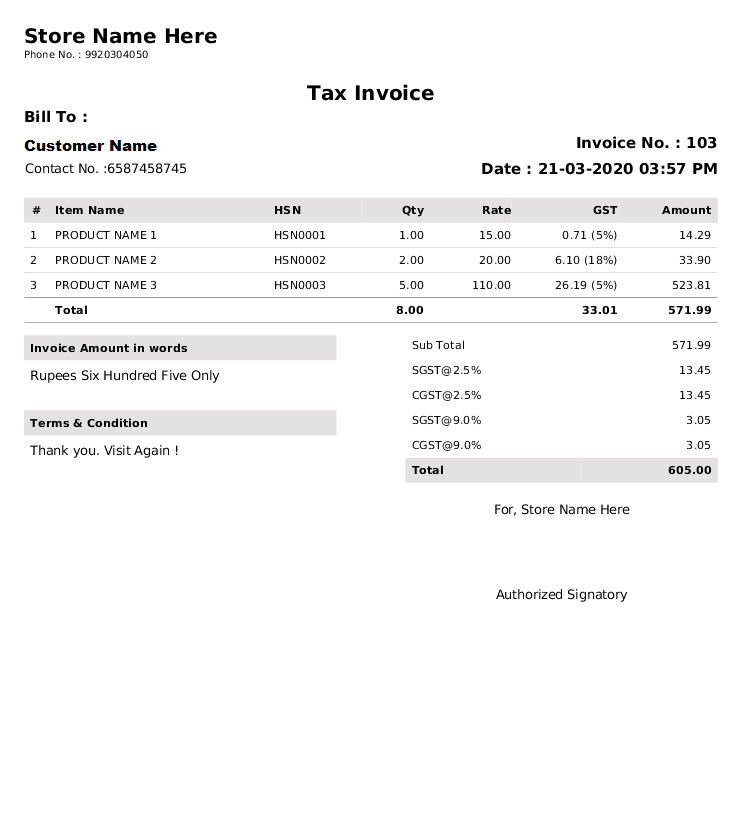 Store Name Here
Phone No. : 9920304050
Tax Invoice
Bill To :
Customer Name
Invoice No. : 103
Contact No. :6587458745
Date : 21-03-2020 03:57 PM
# Item Name HSN Qty Rate GST Amount
1 PRODUCT NAME 1 HSN0001 1.00 15.00 0.71 (5%) 14.29
2 PRODUCT NAME 2 HSN0002 2.00 20.00 6.10 (18%) 33.90
3 PRODUCT NAME 3 HSN0003 5.00 110.00 26.19 (5%) 523.81
Total 8.00 33.01 571.99
Invoice Amount in words
Rupees Six Hundred Five Only
Terms & Condition
Thank you. Visit Again !
Sub Total 571.99
SGST@2.5% 13.45
CGST@2.5% 13.45
SGST@9.0% 3.05
CGST@9.0% 3.05
Total 605.00
For, Store Name Here
Authorized Signatory